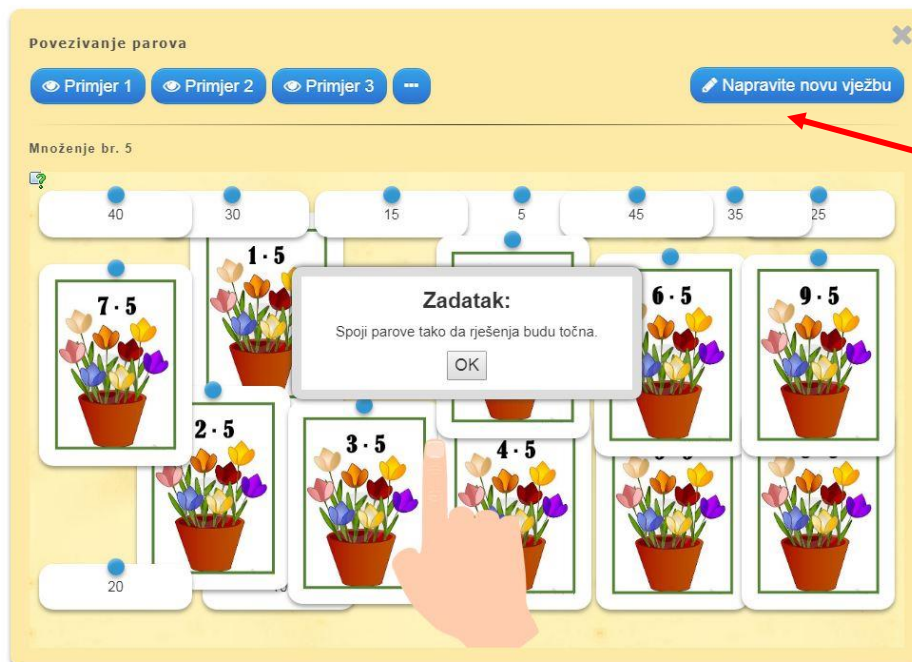 Povezivanje parova
Primjer 1 Primjer 2 Primjer 3 Napravite novu vježbu
Množenje br. 5
40 30 15 5 45 35 25
1 · 5
7 · 5 6 · 5 9 · 5
Zadatak:
Spoji parove tako da rješenja budu točna.
OK
2 · 5 3 · 5 4 · 5
20